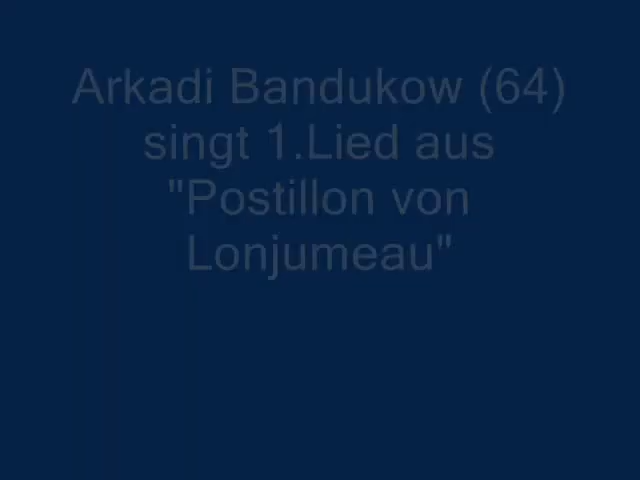 Arkadi Bandukow (64)
singt 1.Lied aus
"Postillon von
Lonjumeau"